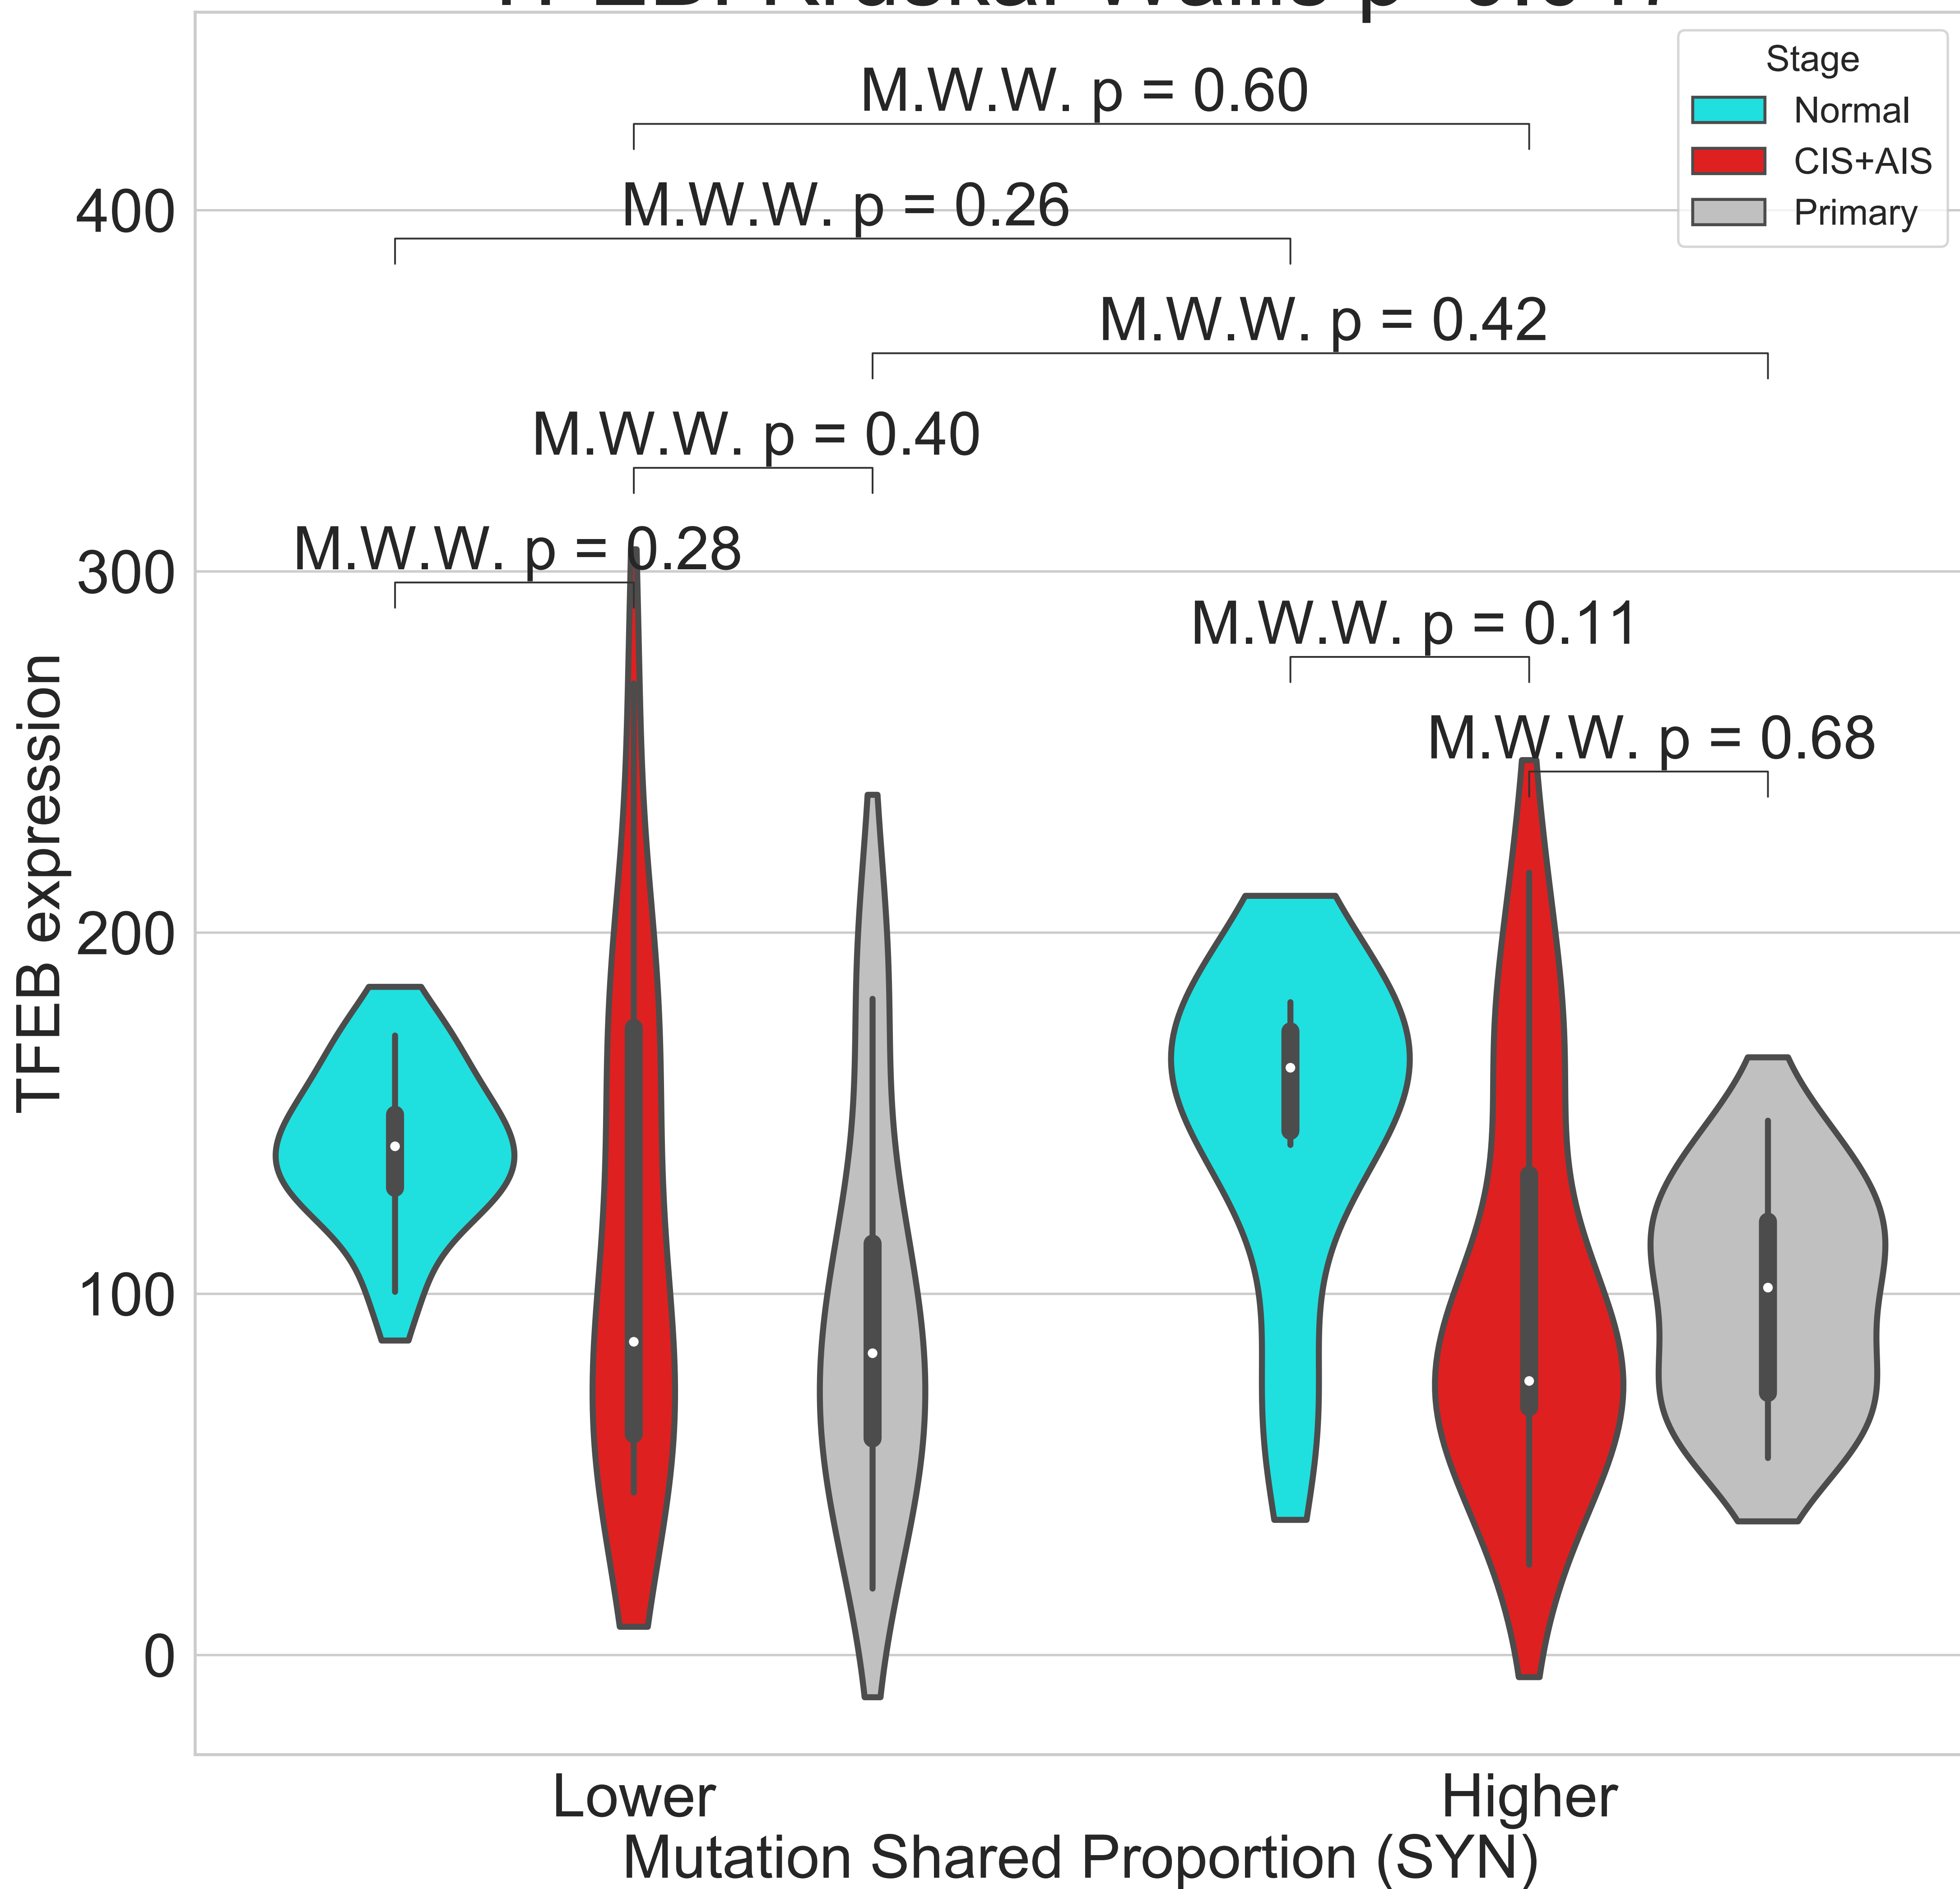 Stage
Normal
CIS+AIS
Primary
M.W.W. p = 0.60
M.W.W. p = 0.26
M.W.W. p = 0.42
M.W.W. p = 0.40
M.W.W. p = 0.28
M.W.W. p = 0.11
M.W.W. p = 0.68
400
300
200
100
0
TFEB expression
Lower
Higher
Mutation Shared Proportion (SYN)